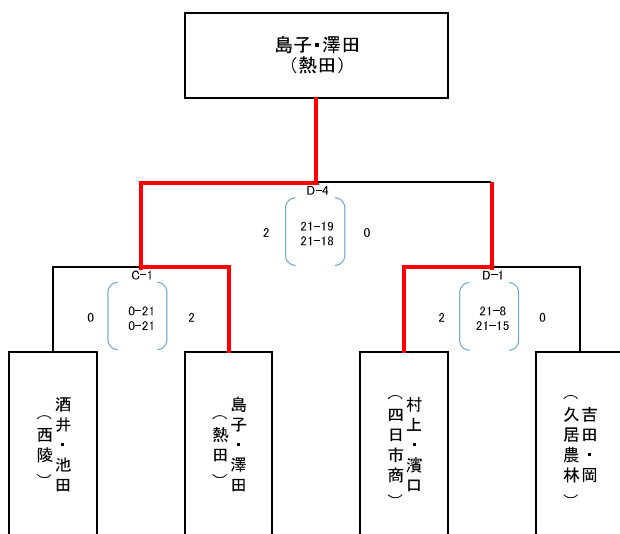 島子・澤田
(熱田)
D-4
2
21-19
21-18
0
C-1
0
0-21
0-21
2
D-1
2
21-8
21-15
0
酒井・池田
(西陵)
島子・澤田
(熱田)
村上・濱口
(四日市商)
吉田・岡
(久居農林)